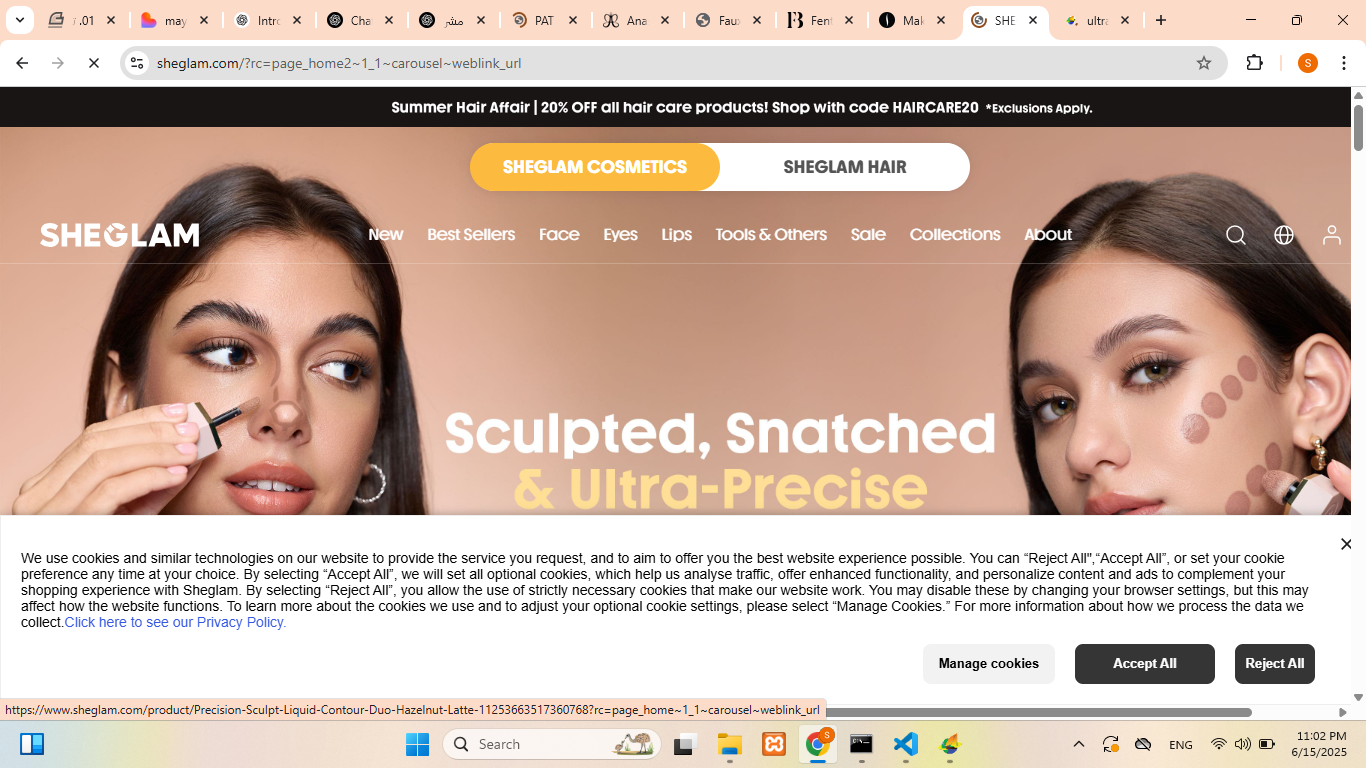 .01
may
Intro
Cha
منشر
PAT
Ana
Faux
Fent
Mak
SHE
ultra
sheglam.com/?rc=page_home2~1_1~carousel~weblink_url
S
Summer Hair Affair | 20% OFF all hair care products! Shop with code HAIRCARE20 *Exclusions Apply.
SHEGLAM COSMETICS
SHEGLAM HAIR
SHEGLAM
New Best Sellers Face Eyes Lips Tools & Others Sale Collections About
Sculpted, Snatched
& Ultra-Precise
We use cookies and similar technologies on our website to provide the service you request, and to aim to offer you the best website experience possible. You can “Reject All",“Accept All”, or set your cookie
preference any time at your choice. By selecting “Accept All”, we will set all optional cookies, which help us analyse traffic, offer enhanced functionality, and personalize content and ads to complement your
shopping experience with Sheglam. By selecting “Reject All”, you allow the use of strictly necessary cookies that make our website work. You may disable these by changing your browser settings, but this may
affect how the website functions. To learn more about the cookies we use and to adjust your optional cookie settings, please select “Manage Cookies.” For more information about how we process the data we
collect.Click here to see our Privacy Policy.
Manage cookies
Accept All
Reject All
https://www.sheglam.com/product/Precision-Sculpt-Liquid-Contour-Duo-Hazelnut-Latte-11253663517360768?rc=page_home~1_1~carousel~weblink_url
Search
S
ENG
11:02 PM
6/15/2025